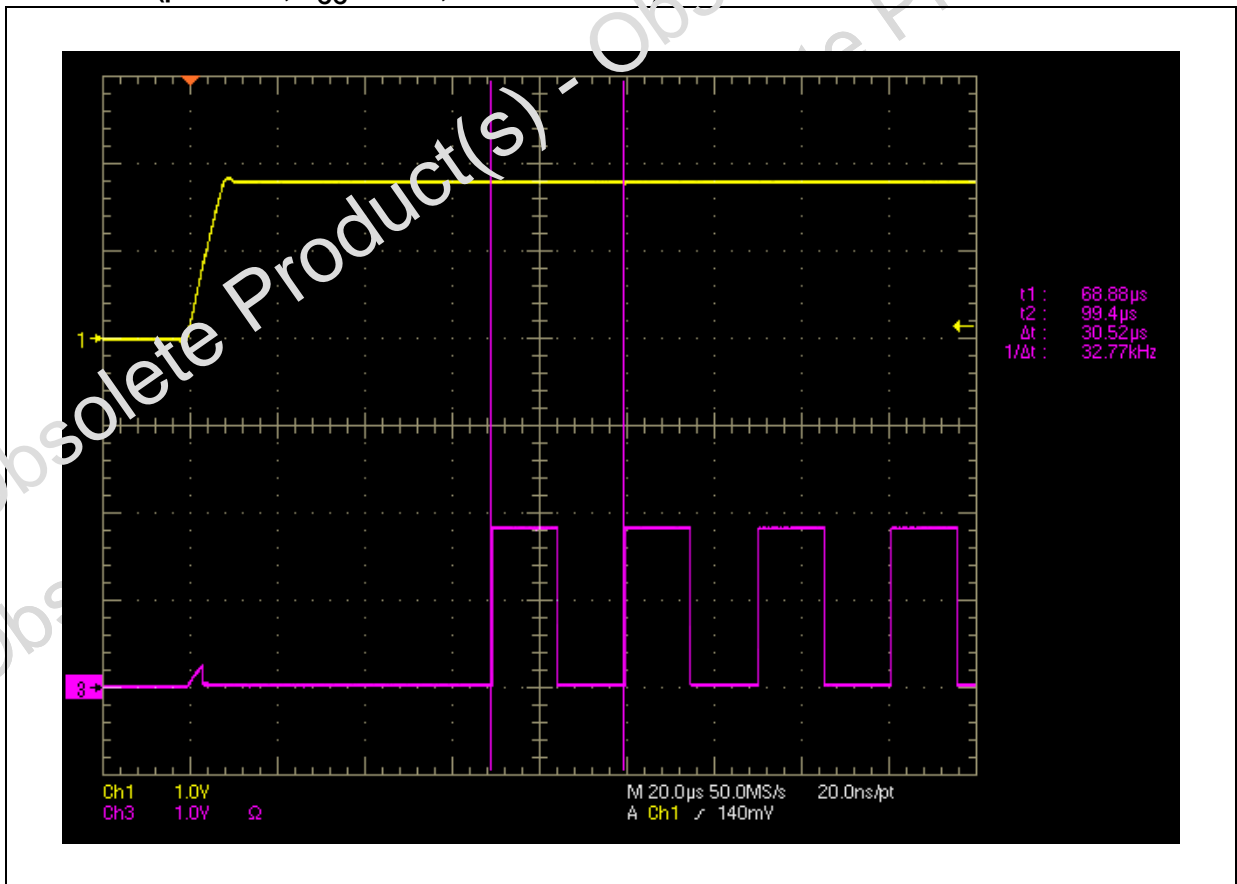 Obsolete Product(s) - Obs
1
t1 : 68.88µs
t2 : 99.4µs
Δt : 30.52µs
1/Δt : 32.77kHz
3
Ch1 1.0V
Ch3 1.0V Ω
M 20.0µs 50.0MS/s 20.0ns/pt
A Ch1 140mV